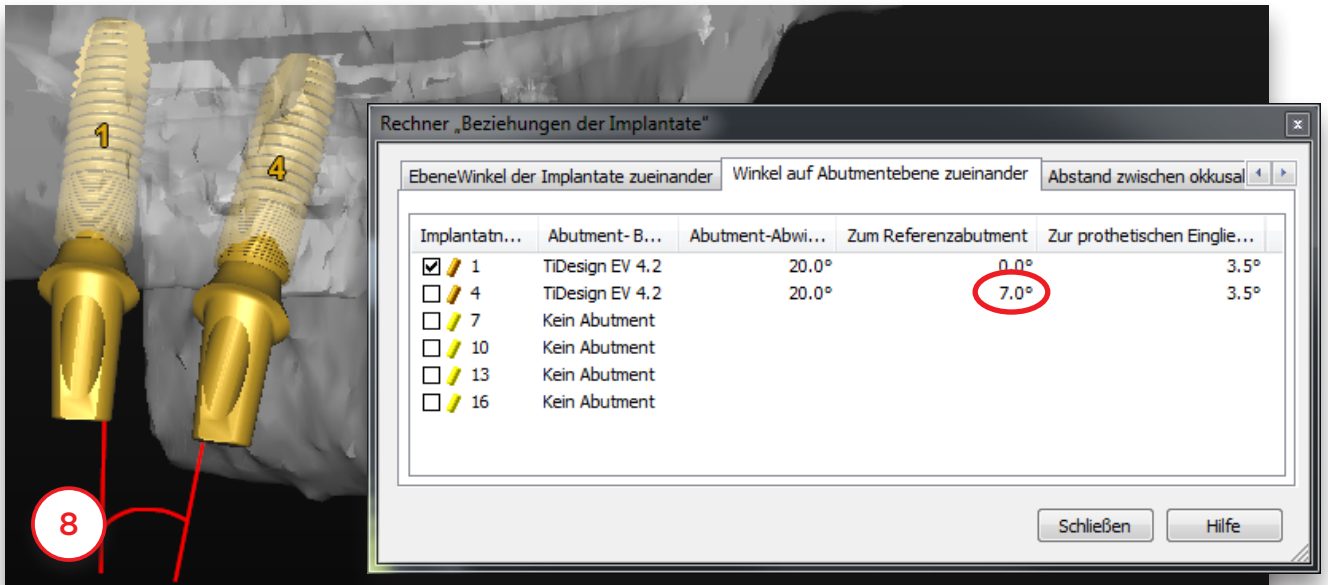 1
4
8
Rechner „Beziehungen der Implantate"
EbeneWinkel der Implantate zueinander Winkel auf Abutmentebene zueinander Abstand zwischen okkusal
Implantatn... Abutment- B... Abutment-Abwi... Zum Referenzabutment Zur prothetischen Einglie...
1 TiDesign EV 4.2 20.0° 0.0° 3.5°
4 TiDesign EV 4.2 20.0° 7.0° 3.5°
7 Kein Abutment
10 Kein Abutment
13 Kein Abutment
16 Kein Abutment
Schließen Hilfe